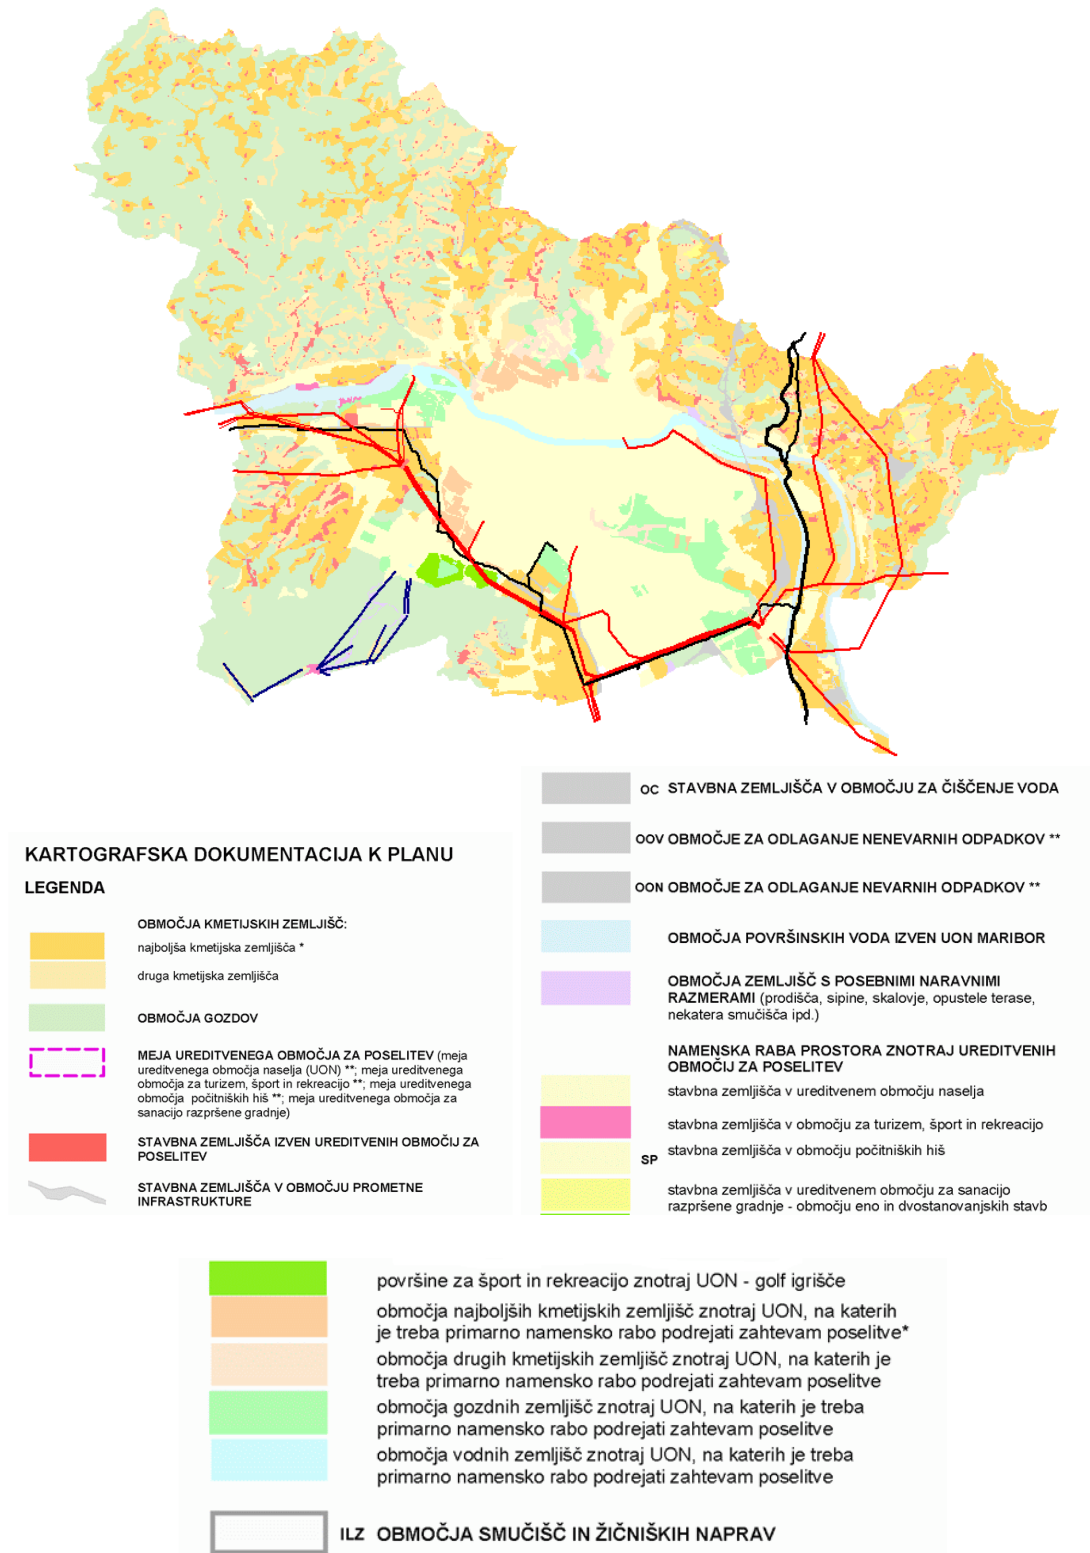 KARTOGRAFSKA DOKUMENTACIJA K PLANU
LEGENDA
OBMOČJA KMETIJSKIH ZEMLJIŠČ:
najboljša kmetijska zemljišča *
druga kmetijska zemljišča
OBMOČJA GOZDOV
MEJA UREDITVENEGA OBMOČJA ZA POSELITEV (meja
ureditvenega območja naselja (UON) **; meja ureditvenega
območja za turizem, šport in rekreacijo **; meja ureditvenega
območja počitniških hiš **; meja ureditvenega območja za
sanacijo razpršene gradnje)
STAVBNA ZEMLJIŠČA IZVEN UREDITVENIH OBMOČIJ ZA
POSELITEV
STAVBNA ZEMLJIŠČA V OBMOČJU PROMETNE
INFRASTRUKTURE
OC STAVBNA ZEMLJIŠČA V OBMOČJU ZA ČIŠČENJE VODA
OOV OBMOČJE ZA ODLAGANJE NENEVARNIH ODPADKOV **
OON OBMOČJE ZA ODLAGANJE NEVARNIH ODPADKOV **
OBMOČJA POVRŠINSKIH VODA IZVEN UON MARIBOR
OBMOČJA ZEMLJIŠČ S POSEBNIMI NARAVNIMI
RAZMERAMI (prodišča, sipine, skalovje, opustele terase,
nekatera smučišča ipd.)
NAMENSKA RABA PROSTORA ZNOTRAJ UREDITVENIH
OBMOČIJ ZA POSELITEV
stavbna zemljišča v ureditvenem območju naselja
stavbna zemljišča v območju za turizem, šport in rekreacijo
SP stavbna zemljišča v območju počitniških hiš
stavbna zemljišča v ureditvenem območju za sanacijo
razpršene gradnje - območju eno in dvostanovanjskih stavb
površine za šport in rekreacijo znotraj UON - golf igrišče
območja najboljših kmetijskih zemljišč znotraj UON, na katerih
je treba primarno namensko rabo podrejati zahtevam poselitve*
območja drugih kmetijskih zemljišč znotraj UON, na katerih je
treba primarno namensko rabo podrejati zahtevam poselitve
območja gozdnih zemljišč znotraj UON, na katerih je treba
primarno namensko rabo podrejati zahtevam poselitve
območja vodnih zemljišč znotraj UON, na katerih je treba
primarno namensko rabo podrejati zahtevam poselitve
ILZ OBMOČJA SMUČIŠČ IN ŽIČNIŠKIH NAPRAV